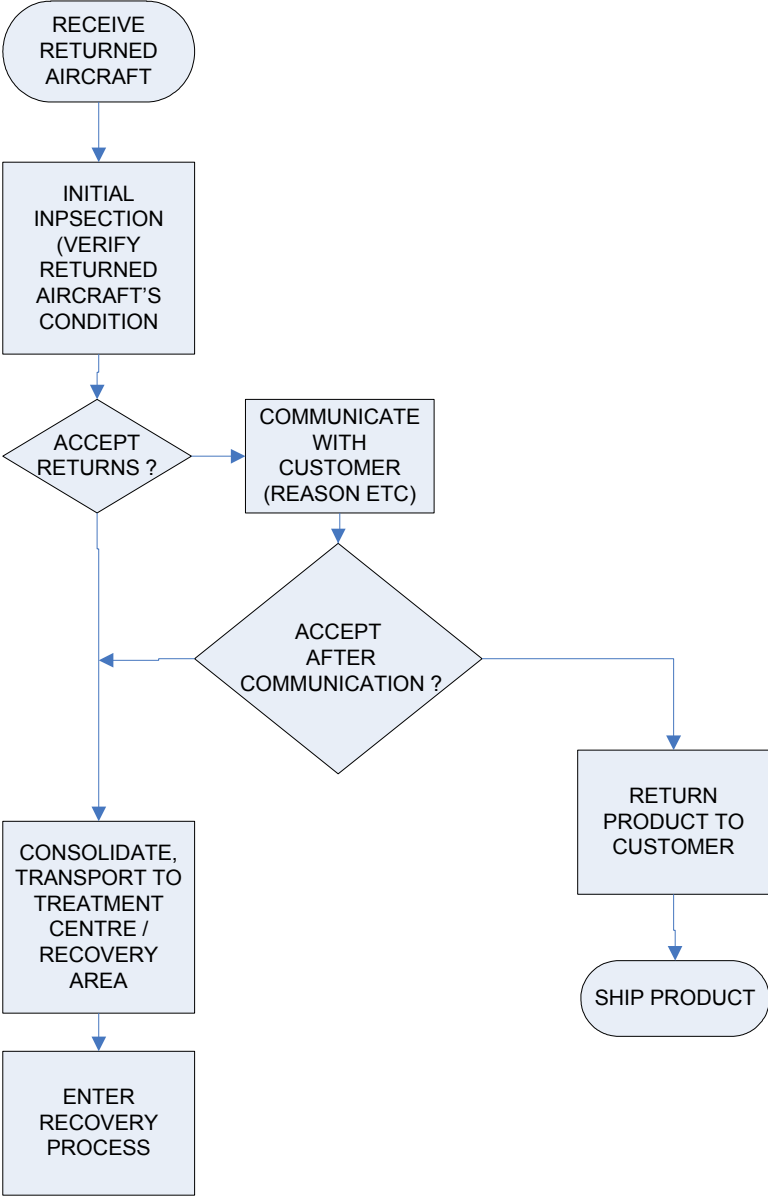 RECEIVE
RETURNED
AIRCRAFT
INITIAL
INPSECTION
(VERIFY
RETURNED
AIRCRAFT’S
CONDITION
ACCEPT
RETURNS ?
COMMUNICATE
WITH
CUSTOMER
(REASON ETC)
ACCEPT
AFTER
COMMUNICATION ?
RETURN
PRODUCT TO
CUSTOMER
CONSOLIDATE,
TRANSPORT TO
TREATMENT
CENTRE /
RECOVERY
AREA
SHIP PRODUCT
ENTER
RECOVERY
PROCESS